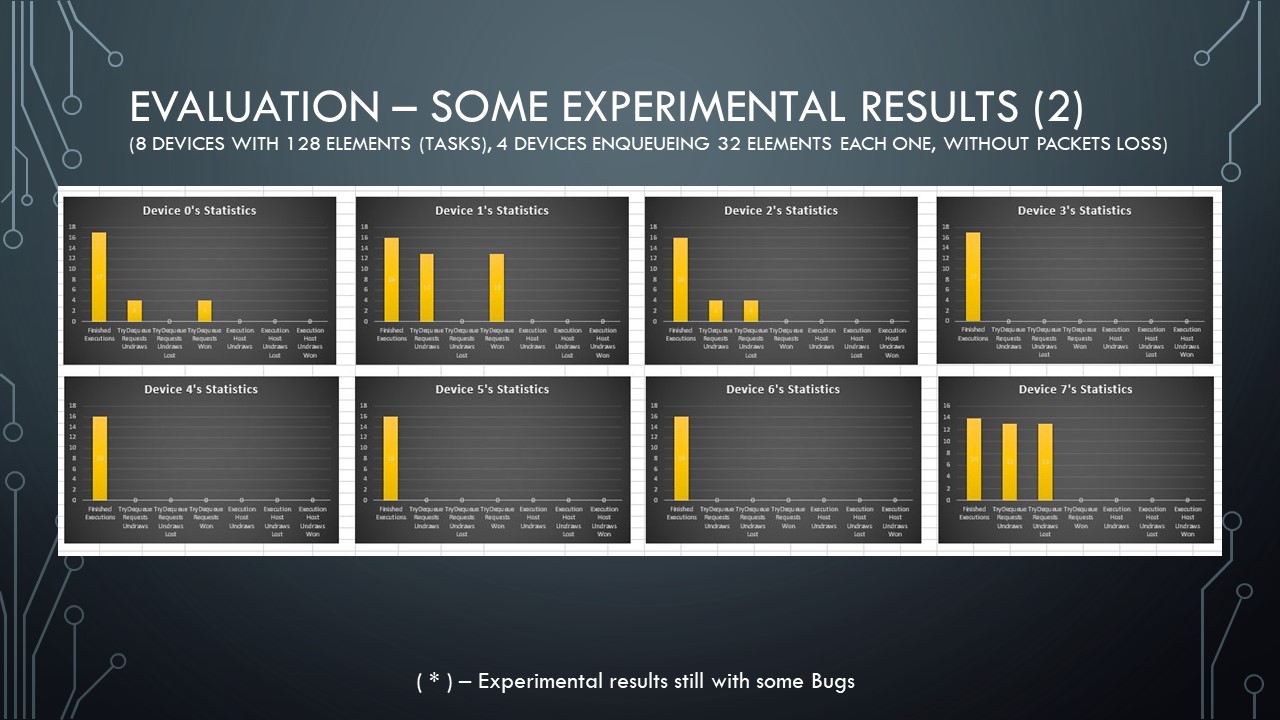 EVALUATION – SOME EXPERIMENTAL RESULTS (2)
(8 DEVICES WITH 128 ELEMENTS (TASKS), 4 DEVICES ENQUEUEING 32 ELEMENTS EACH ONE, WITHOUT PACKETS LOSS)
Device 0's Statistics
18
16
14
12
10
8
6
4
2
0
17
4
0
4
0
0
0
Finished Executions
TryDequeue Requests Undraws
TryDequeue Requests Undraws Lost
TryDequeue Requests Won
Execution Host Undraws
Execution Host Undraws Lost
Execution Host Undraws Won
Device 1's Statistics
18
16
14
12
10
8
6
4
2
0
16
13
0
13
0
0
0
Finished Executions
TryDequeue Requests Undraws
TryDequeue Requests Undraws Lost
TryDequeue Requests Won
Execution Host Undraws
Execution Host Undraws Lost
Execution Host Undraws Won
Device 2's Statistics
18
16
14
12
10
8
6
4
2
0
16
4
4
0
0
0
0
Finished Executions
TryDequeue Requests Undraws
TryDequeue Requests Undraws Lost
TryDequeue Requests Won
Execution Host Undraws
Execution Host Undraws Lost
Execution Host Undraws Won
Device 3's Statistics
18
16
14
12
10
8
6
4
2
0
17
0
0
0
0
0
0
Finished Executions
TryDequeue Requests Undraws
TryDequeue Requests Undraws Lost
TryDequeue Requests Won
Execution Host Undraws
Execution Host Undraws Lost
Execution Host Undraws Won
Device 4's Statistics
18
16
14
12
10
8
6
4
2
0
16
0
0
0
0
0
0
Finished Executions
TryDequeue Requests Undraws
TryDequeue Requests Undraws Lost
TryDequeue Requests Won
Execution Host Undraws
Execution Host Undraws Lost
Execution Host Undraws Won
Device 5's Statistics
18
16
14
12
10
8
6
4
2
0
16
0
0
0
0
0
0
Finished Executions
TryDequeue Requests Undraws
TryDequeue Requests Undraws Lost
TryDequeue Requests Won
Execution Host Undraws
Execution Host Undraws Lost
Execution Host Undraws Won
Device 6's Statistics
18
16
14
12
10
8
6
4
2
0
16
0
0
0
0
0
0
Finished Executions
TryDequeue Requests Undraws
TryDequeue Requests Undraws Lost
TryDequeue Requests Won
Execution Host Undraws
Execution Host Undraws Lost
Execution Host Undraws Won
Device 7's Statistics
16
14
12
10
8
6
4
2
0
14
13
13
0
0
0
0
Finished Executions
TryDequeue Requests Undraws
TryDequeue Requests Undraws Lost
TryDequeue Requests Won
Execution Host Undraws
Execution Host Undraws Lost
Execution Host Undraws Won
( * ) – Experimental results still with some Bugs